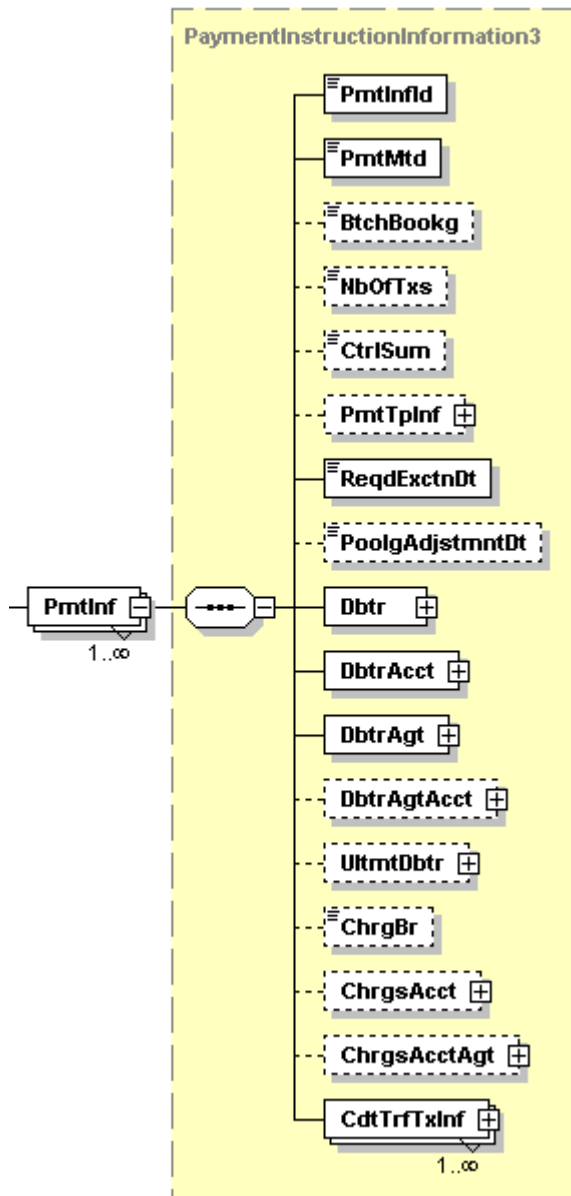 PaymentInstructionInformation3
PmtInfId
PmtMtd
BtchBookg
NbOfTxs
CtrlSum
PmtTpInf
ReqdExctnDt
PoolgAdjstmntDt
PmtInf
1..∞
Dbtr
DbtrAcct
DbtrAgt
DbtrAgtAcct
UltmtDbtr
ChrgBr
ChrgsAcct
ChrgsAcctAgt
CdtTrfTxInf
1..∞